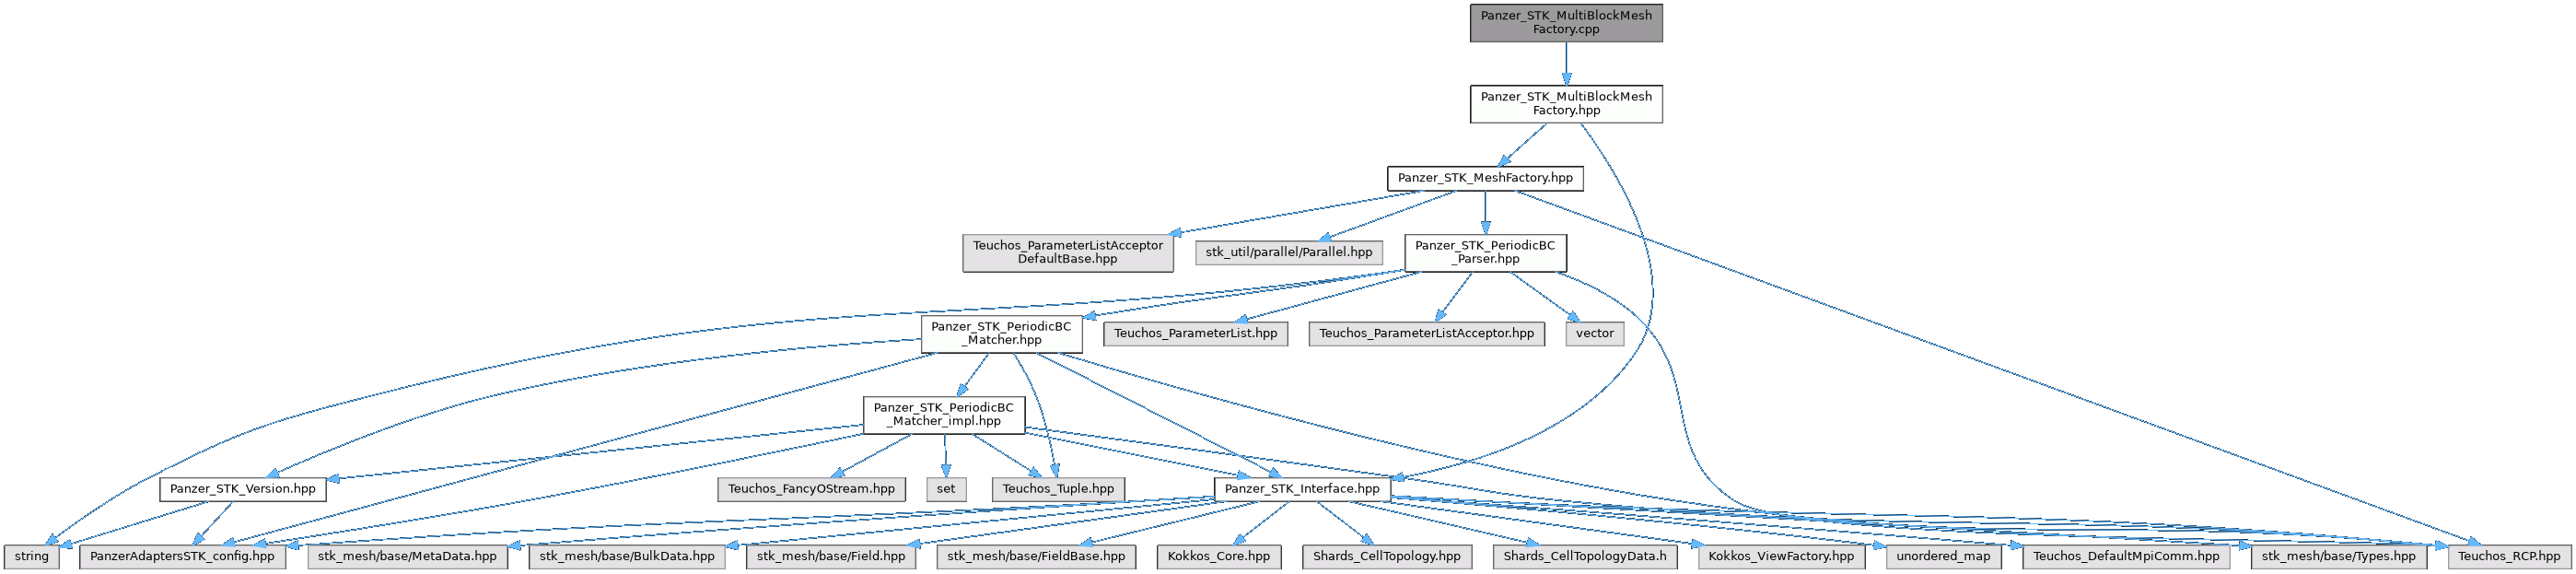 Panzer_STK_MultiBlockMesh
Factory.cpp
Panzer_STK_MultiBlockMesh
Factory.hpp
Panzer_STK_MeshFactory.hpp
Teuchos_ParameterListAcceptor
DefaultBase.hpp
stk_util/parallel/Parallel.hpp
Panzer_STK_PeriodicBC
_Parser.hpp
Panzer_STK_PeriodicBC
_Matcher.hpp
Teuchos_ParameterList.hpp
Teuchos_ParameterListAcceptor.hpp
vector
Panzer_STK_PeriodicBC
_Matcher_impl.hpp
Panzer_STK_Version.hpp
Teuchos_FancyOStream.hpp
set
Teuchos_Tuple.hpp
Panzer_STK_Interface.hpp
string
PanzerAdaptersSTK_config.hpp
stk_mesh/base/MetaData.hpp
stk_mesh/base/BulkData.hpp
stk_mesh/base/Field.hpp
stk_mesh/base/FieldBase.hpp
Kokkos_Core.hpp
Shards_CellTopology.hpp
Shards_CellTopologyData.h
Kokkos_ViewFactory.hpp
unordered_map
Teuchos_DefaultMpiComm.hpp
stk_mesh/base/Types.hpp
Teuchos_RCP.hpp